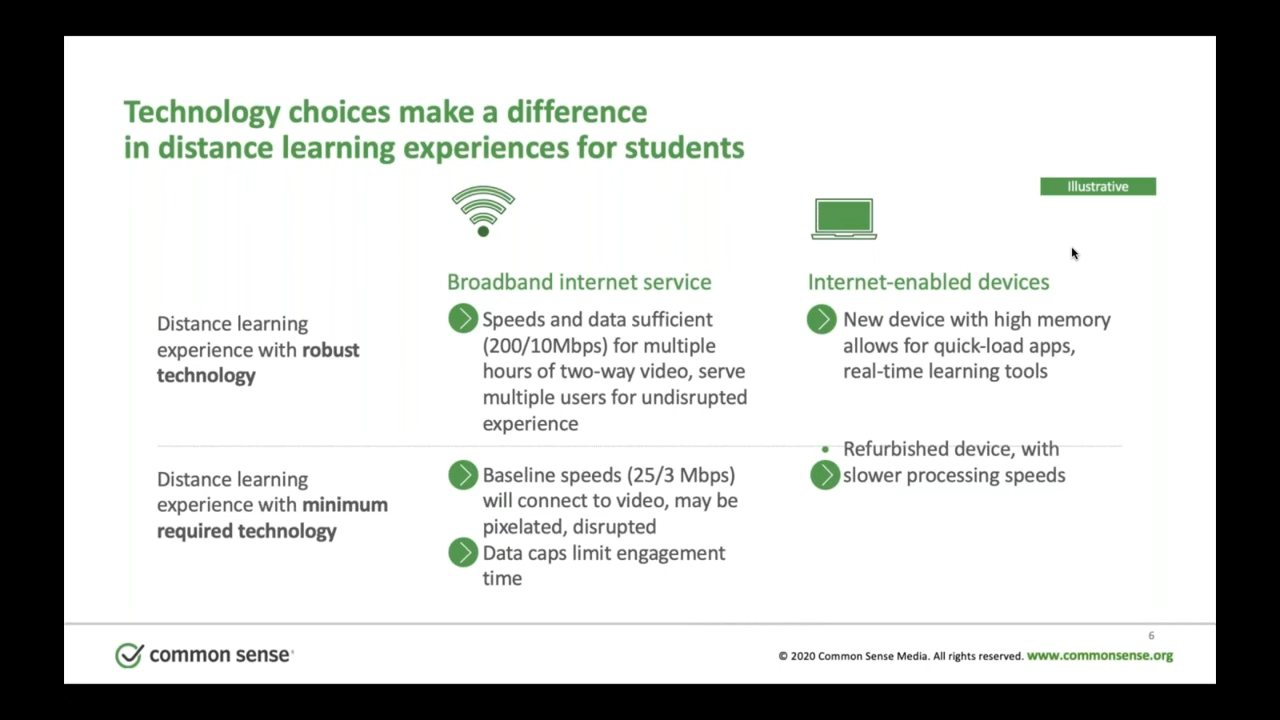 Technology choices make a difference
in distance learning experiences for students
Illustrative
Broadband internet service
Internet-enabled devices
Distance learning
experience with robust
technology
Speeds and data sufficient
(200/10Mbps) for multiple
hours of two-way video, serve
multiple users for undisrupted
experience
New device with high memory
allows for quick-load apps,
real-time learning tools
Distance learning
experience with minimum
required technology
Baseline speeds (25/3 Mbps)
will connect to video, may be
pixelated, disrupted
Data caps limit engagement
time
• Refurbished device, with
slower processing speeds
6
common sense
© 2020 Common Sense Media. All rights reserved. www.commonsense.org